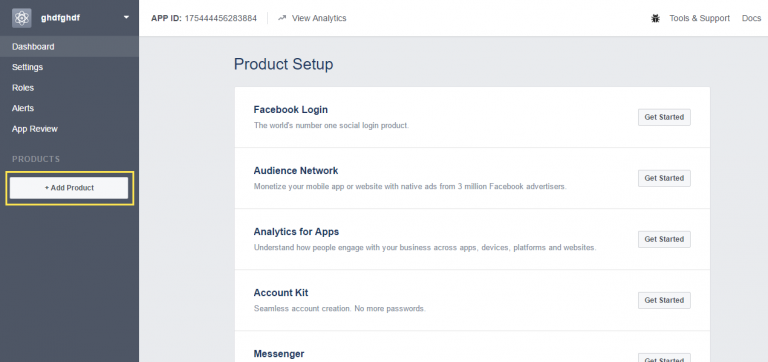 ghdfghdf
APP ID: 175444456283884
View Analytics
Tools & Support
Docs
Dashboard
Settings
Roles
Alerts
App Review
PRODUCTS
+ Add Product
Product Setup
Facebook Login
The world's number one social login product.
Get Started
Audience Network
Monetize your mobile app or website with native ads from 3 million Facebook advertisers.
Get Started
Analytics for Apps
Understand how people engage with your business across apps, devices, platforms and websites.
Get Started
Account Kit
Seamless account creation. No more passwords.
Get Started
Messenger
Get Started